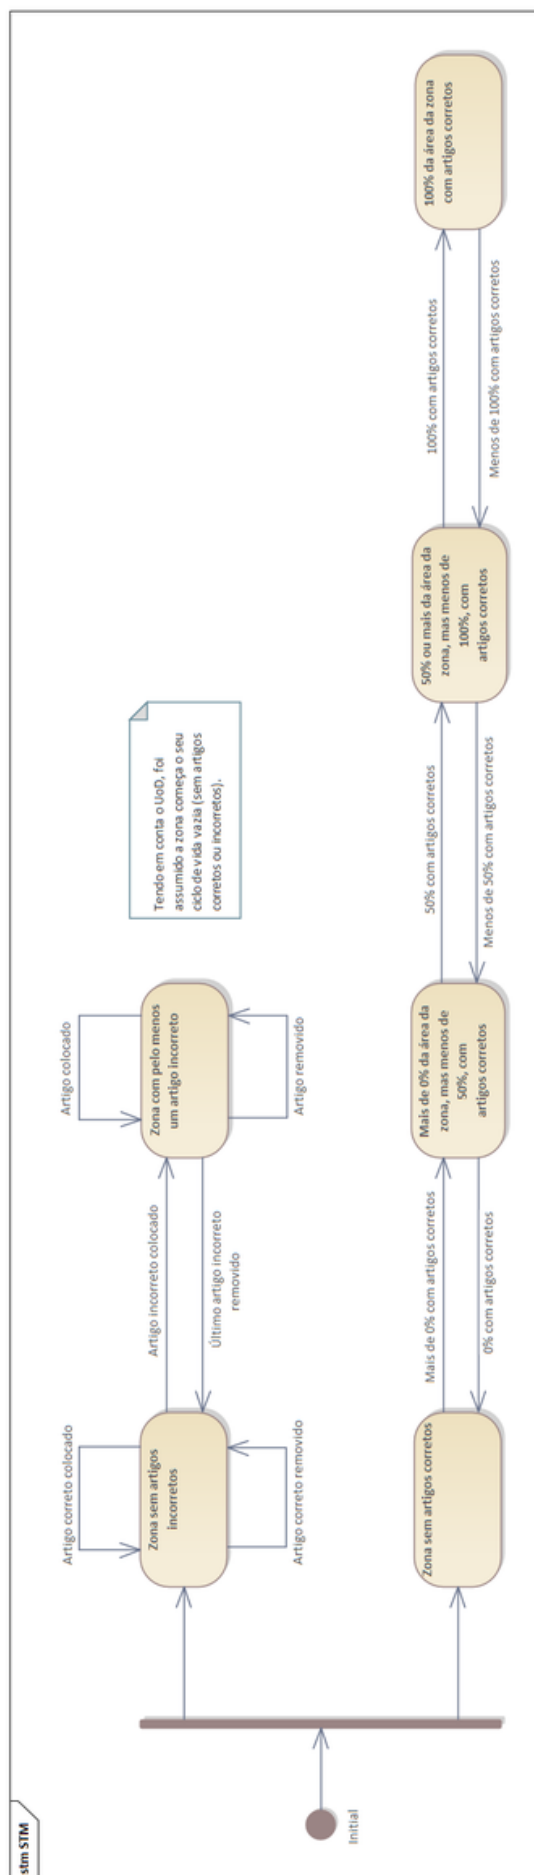 stm STM
Initial
Artigo correto colocado
Zona sem artigos
incorretos
Artigo correto removido
Artigo incorreto colocado
Último artigo incorreto
removido
Artigo colocado
Zona com pelo menos
um artigo incorreto
Artigo removido
Tendo em conta o UoD, foi
assumido a zona começa o seu
ciclo de vida vazia (sem artigos
corretos ou incorretos).
Zona sem artigos corretos
Mais de 0% com artigos corretos
0% com artigos corretos
Mais de 0% da área da
zona, mas menos de
50%, com
artigos corretos
50% com artigos corretos
Menos de 50% com artigos corretos
50% ou mais da área da
zona, mas menos de
100%, com
artigos corretos
100% com artigos corretos
Menos de 100% com artigos corretos
100% da área da zona
com artigos corretos